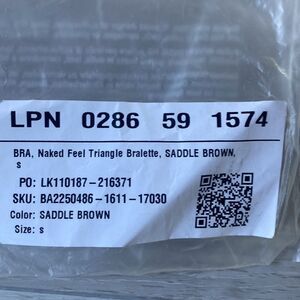 LPN 0286 59 1574
BRA, Naked Feel Triangle Bralette, SADDLE BROWN,
s
PO: LK110187-216371
SKU: BA2250486-1611-17030
Color: SADDLE BROWN
Size: s